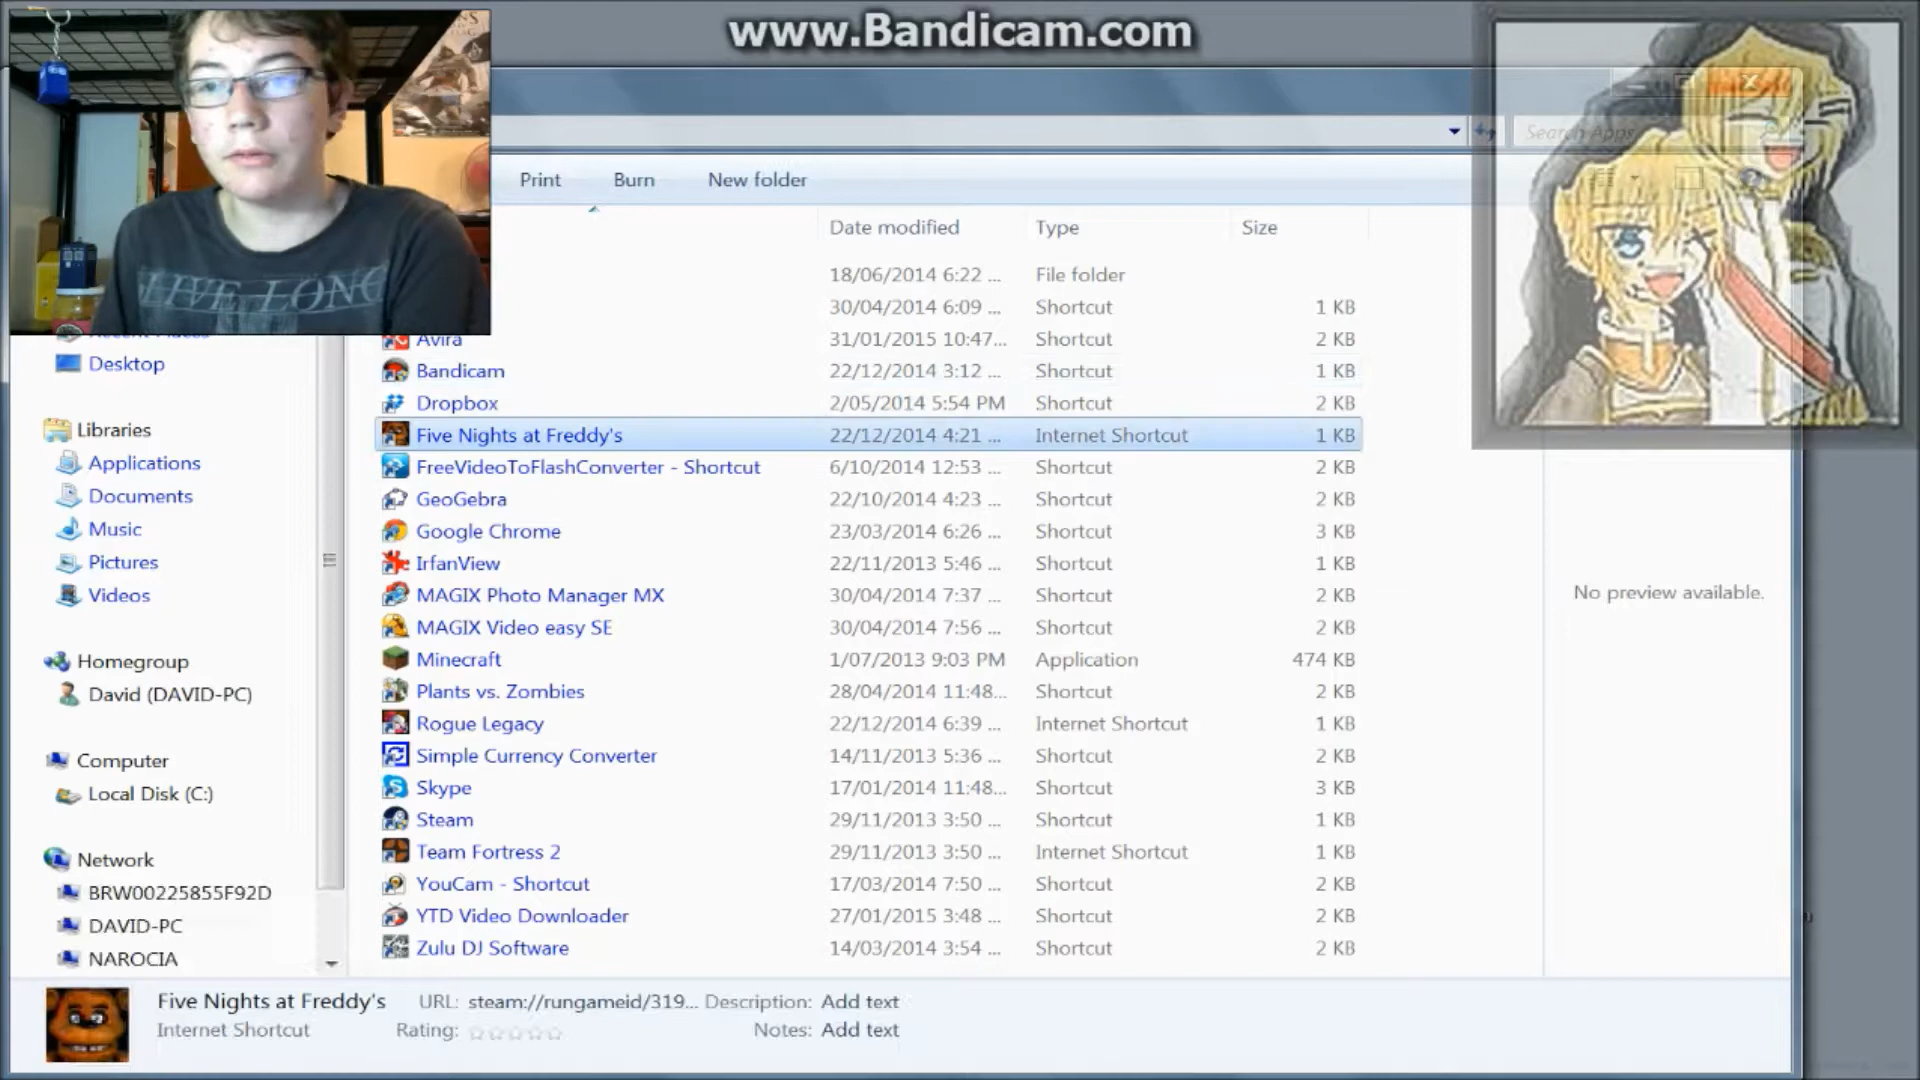 www.Bandicam.com
Search Apps
Print Burn New folder
Date modified Type Size
18/06/2014 6:22 ... File folder
30/04/2014 6:09 ... Shortcut 1 KB
Avira 31/01/2015 10:47... Shortcut 2 KB
Bandicam 22/12/2014 3:12 ... Shortcut 1 KB
Dropbox 2/05/2014 5:54 PM Shortcut 2 KB
Five Nights at Freddy's 22/12/2014 4:21 ... Internet Shortcut 1 KB
FreeVideoToFlashConverter - Shortcut 6/10/2014 12:53 ... Shortcut 2 KB
GeoGebra 22/10/2014 4:23 ... Shortcut 2 KB
Google Chrome 23/03/2014 6:26 ... Shortcut 3 KB
IrfanView 22/11/2013 5:46 ... Shortcut 1 KB
MAGIX Photo Manager MX 30/04/2014 7:37 ... Shortcut 2 KB
MAGIX Video easy SE 30/04/2014 7:56 ... Shortcut 2 KB
Minecraft 1/07/2013 9:03 PM Application 474 KB
Plants vs. Zombies 28/04/2014 11:48... Shortcut 2 KB
Rogue Legacy 22/12/2014 6:39 ... Internet Shortcut 1 KB
Simple Currency Converter 14/11/2013 5:36 ... Shortcut 2 KB
Skype 17/01/2014 11:48... Shortcut 3 KB
Steam 29/11/2013 3:50 ... Shortcut 1 KB
Team Fortress 2 29/11/2013 3:50 ... Internet Shortcut 1 KB
YouCam - Shortcut 17/03/2014 7:50 ... Shortcut 2 KB
YTD Video Downloader 27/01/2015 3:48 ... Shortcut 2 KB
Zulu DJ Software 14/03/2014 3:54 ... Shortcut 2 KB
LIVE LONG
Desktop
Libraries
Applications
Documents
Music
Pictures
Videos
Homegroup
David (DAVID-PC)
Computer
Local Disk (C:)
Network
BRW00225855F92D
DAVID-PC
NAROCIA
No preview available.
Five Nights at Freddy's URL: steam://rungameid/319... Description: Add text
Internet Shortcut Rating: Notes: Add text